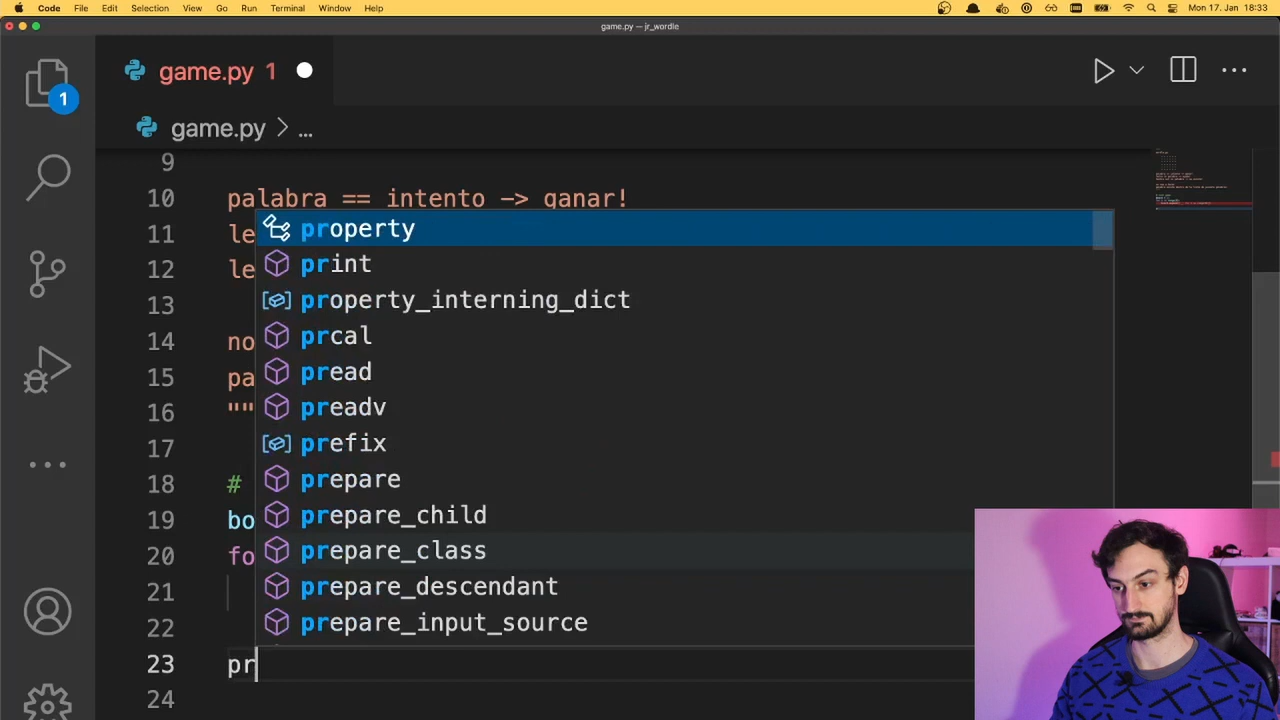 Code File Edit Selection View Go Run Terminal Window Help Mon 17. Jan 18:33
game.py — jr_wordle
game.py 1
1
game.py > ...
9
10 palabra == intento -> ganar!
11 le
12 le
13
14 no
15 pa
16 """
17
18 #
19 bo
20 fo
21
22
23 pr
24
property
print
property_interning_dict
prcal
pread
preadv
prefix
prepare
prepare_child
prepare_class
prepare_descendant
prepare_input_source